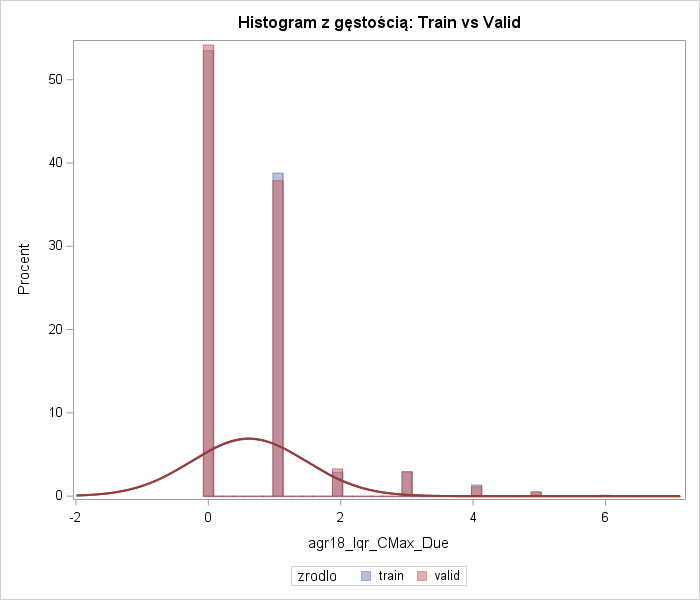 Histogram z gęstością: Train vs Valid
50
40
30
20
10
0
Procent
-2
0
2
4
6
agr18_Iqr_CMax_Due
zrodlo
train
valid